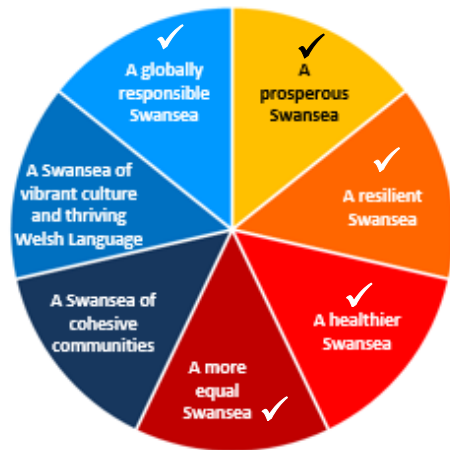 ✓
A globally
responsible
Swansea
✓
A
prosperous
Swansea
✓
A resilient
Swansea
✓
A healthier
Swansea
A more
equal
Swansea ✓
A Swansea of
cohesive
communities
A Swansea of
vibrant culture
and thriving
Welsh Language